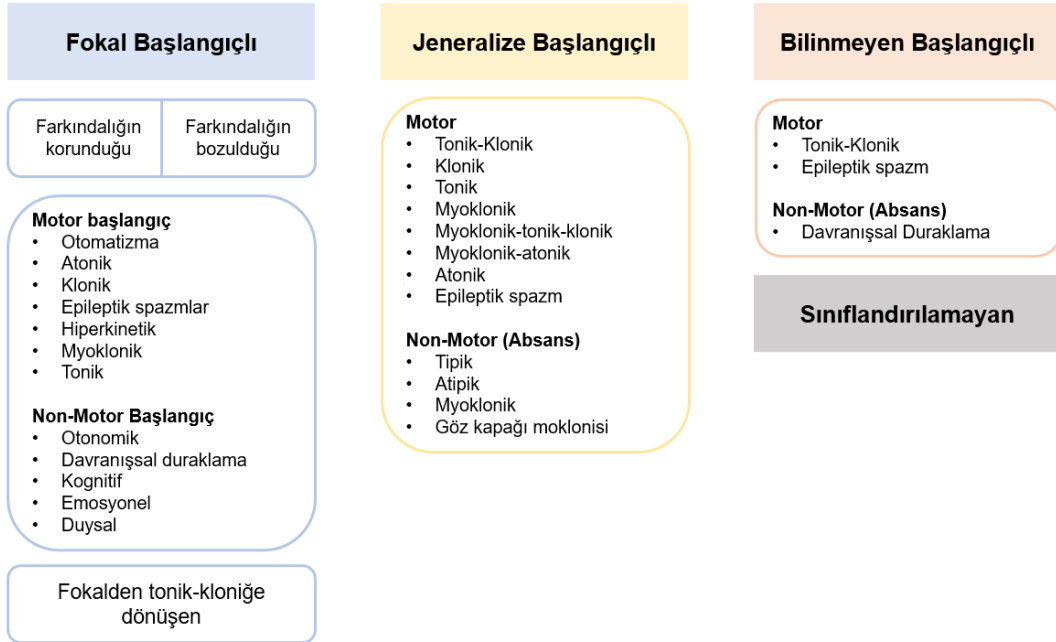 Fokal Başlangıçlı
Farkındalığın
korunduğu
Farkındalığın
bozulduğu
Motor başlangıç
• Otomatizma
• Atonik
• Klonik
• Epileptik spazmlar
• Hiperkinetik
• Myoklonik
• Tonik
Non-Motor Başlangıç
• Otonomik
• Davranışsal duraklama
• Kognitif
• Emosyonel
• Duysal
Fokalden tonik-kloniğe
dönüşen
Jeneralize Başlangıçlı
Motor
• Tonik-Klonik
• Klonik
• Tonik
• Myoklonik
• Myoklonik-tonik-klonik
• Myoklonik-atonik
• Atonik
• Epileptik spazm
Non-Motor (Absans)
• Tipik
• Atipik
• Myoklonik
• Göz kapağı moklonisi
Bilinmeyen Başlangıçlı
Motor
• Tonik-Klonik
• Epileptik spazm
Non-Motor (Absans)
• Davranışsal Duraklama
Sınıflandırılamayan